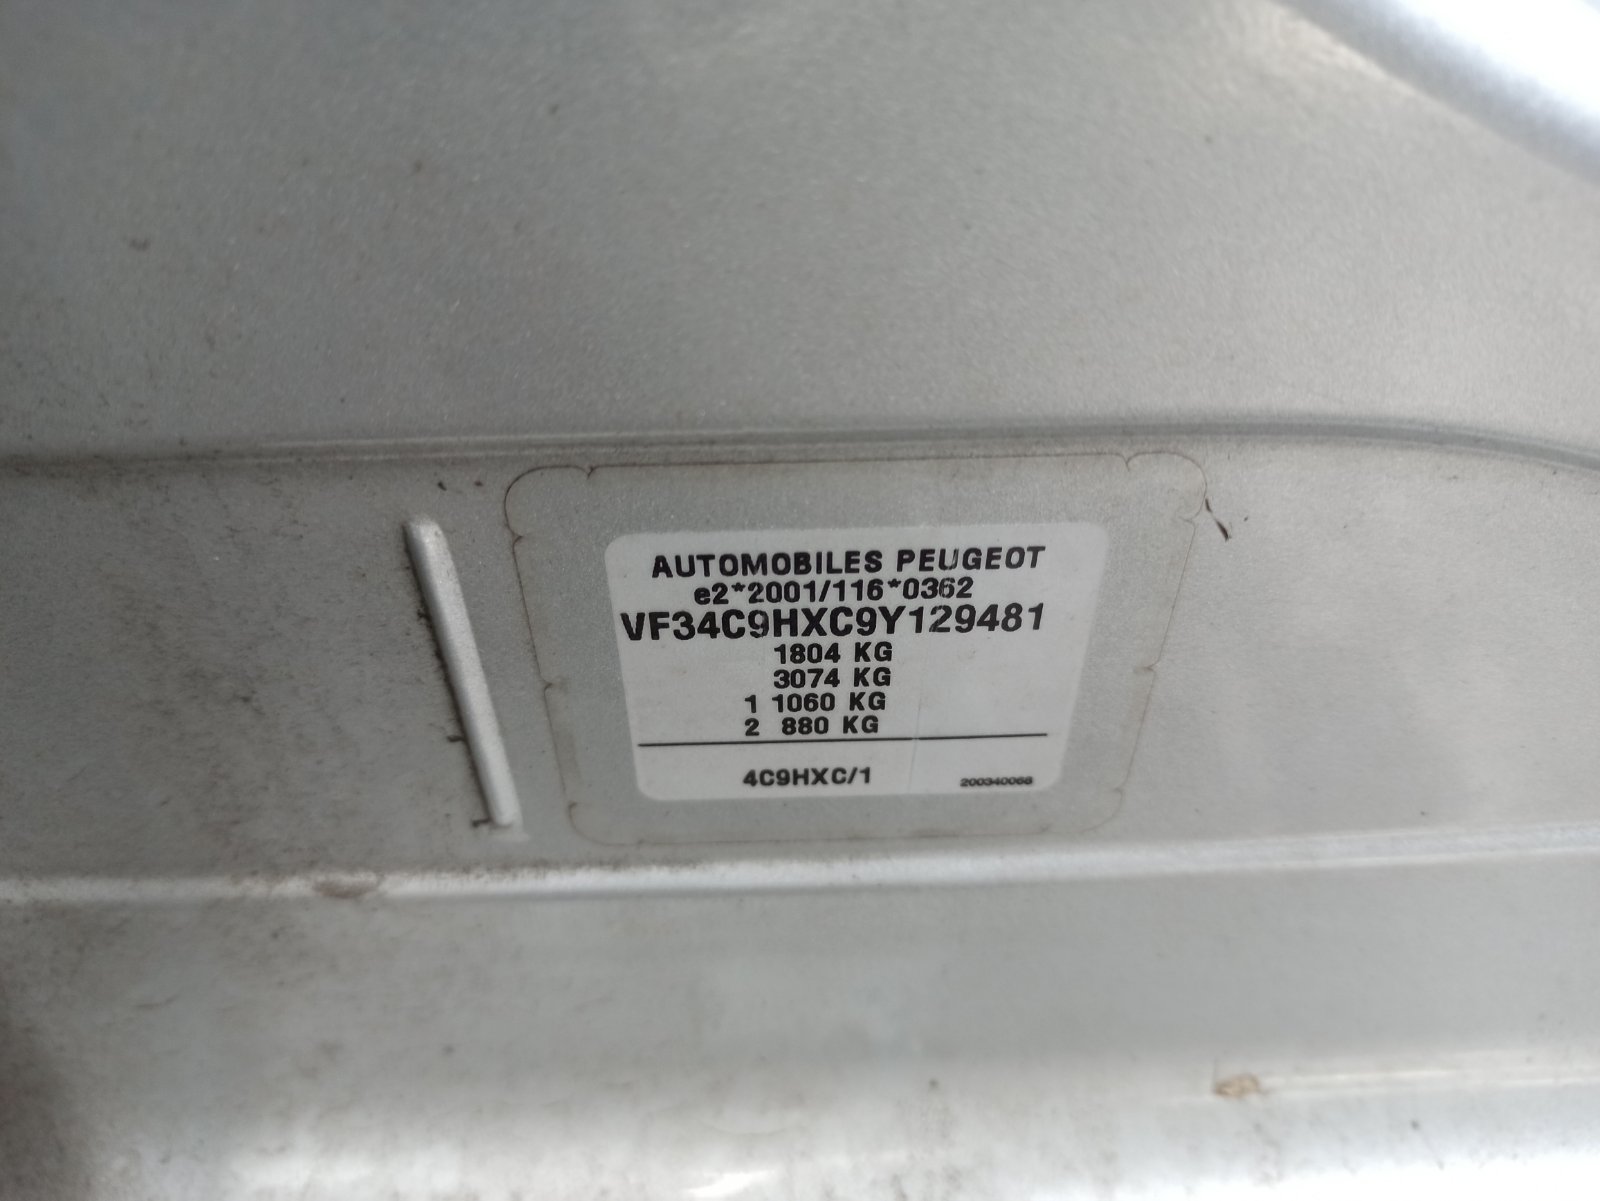 AUTOMOBILES PEUGEOT
e2*2001/116*0362
VF34C9HXC9Y129481
1804 KG
3074 KG
1 1060 KG
2 880 KG
4C9HXC/1
200340068